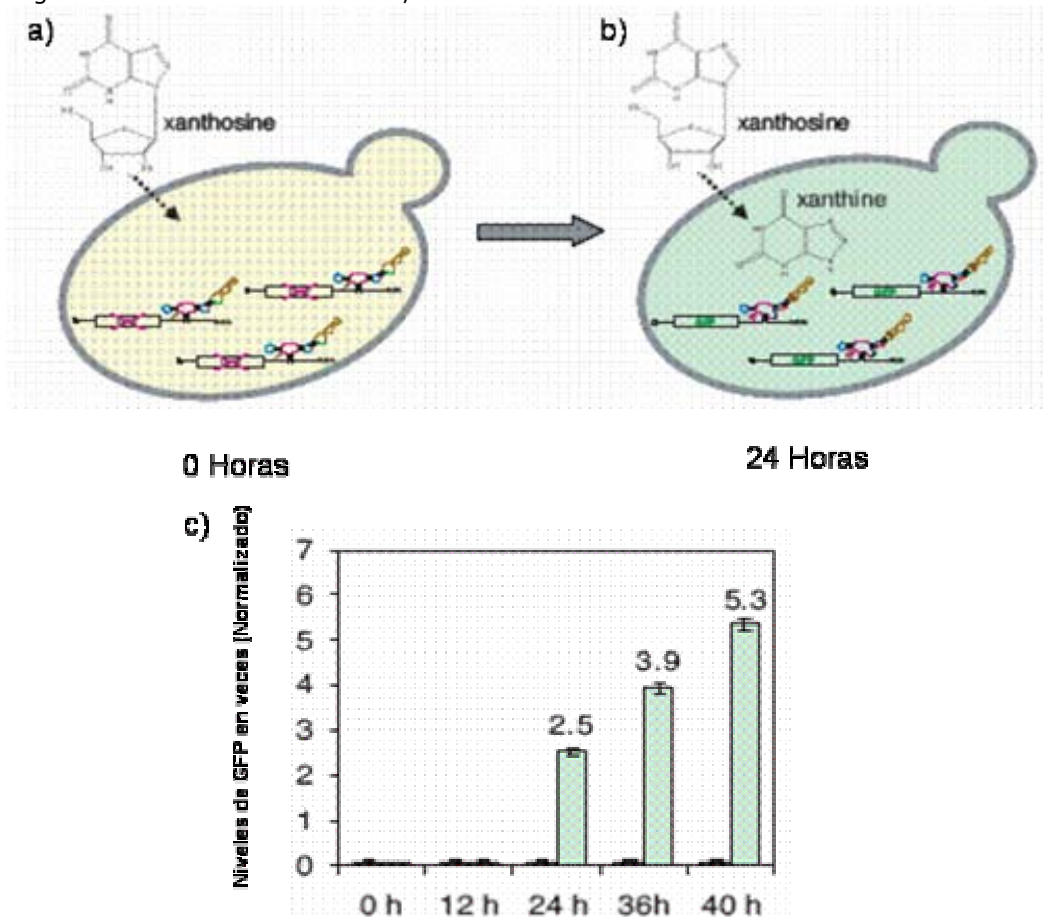 a)
b)
xanthosine
xanthosine
xanthine
0 Horas
24 Horas
c)
Niveles de GFP en veces (Normalizado)
7
6
5
4
3
2
1
0
2.5
3.9
5.3
0 h 12 h 24 h 36h 40 h